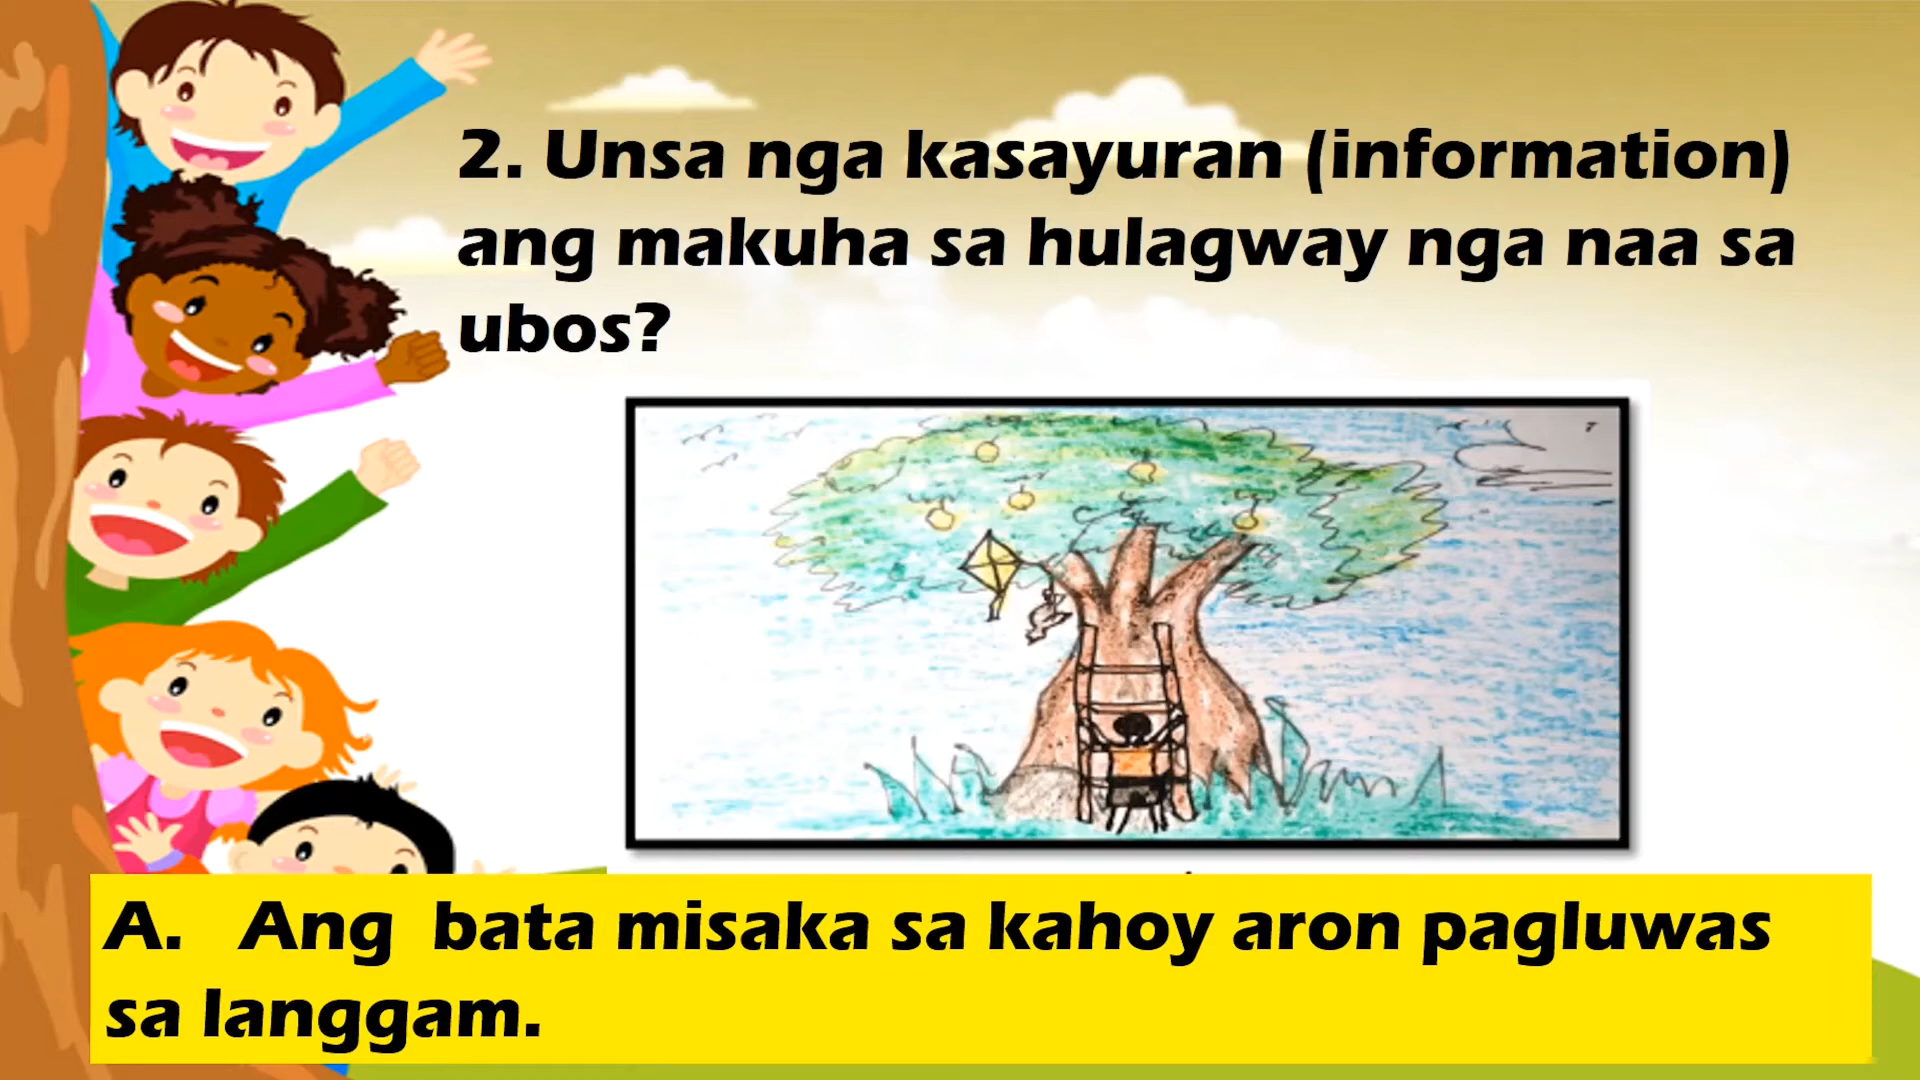 2. Unsa nga kasayuran (information)
ang makuha sa hulagway nga naa sa
ubos?
A. Ang bata misaka sa kahoy aron pagluwas
sa langgam.